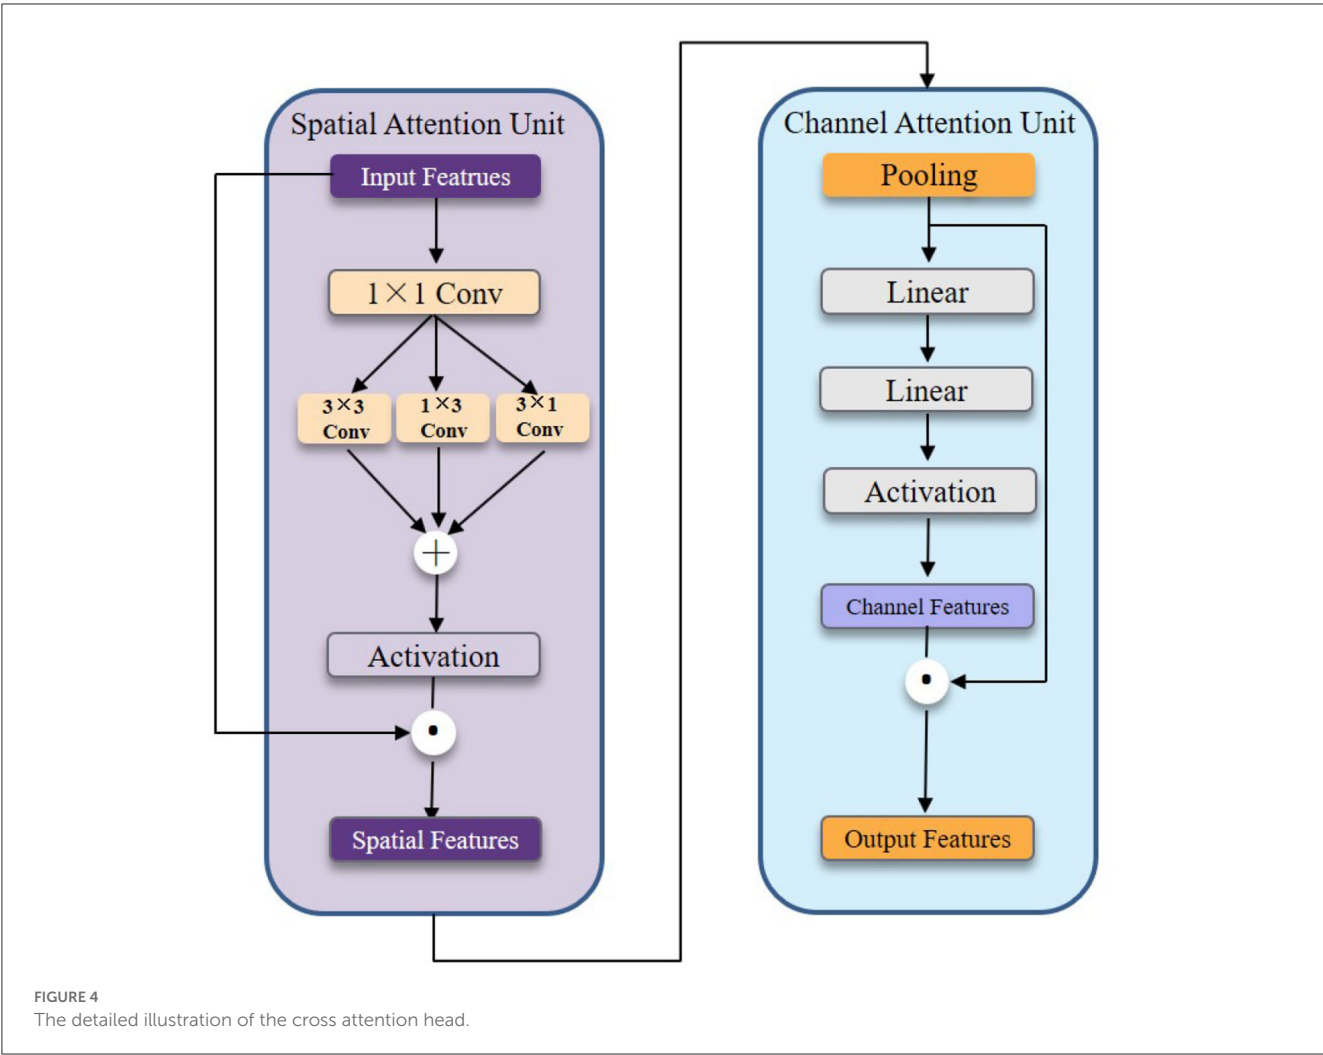 Spatial Attention Unit
Input Featrues
1×1 Conv
3×3
Conv
1×3
Conv
3×1
Conv
+
Activation
Spatial Features
Channel Attention Unit
Pooling
Linear
Linear
Activation
Channel Features
Output Features
FIGURE 4
The detailed illustration of the cross attention head.